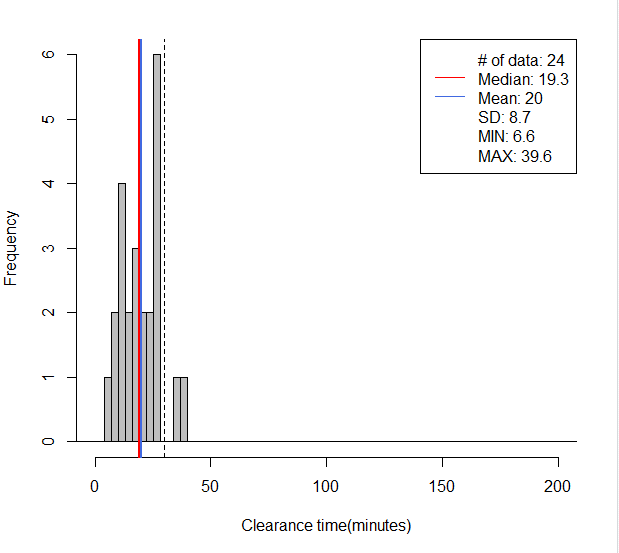 # of data: 24
Median: 19.3
Mean: 20
SD: 8.7
MIN: 6.6
MAX: 39.6
Frequency
6
5
4
3
2
1
0
0 50 100 150 200
Clearance time(minutes)